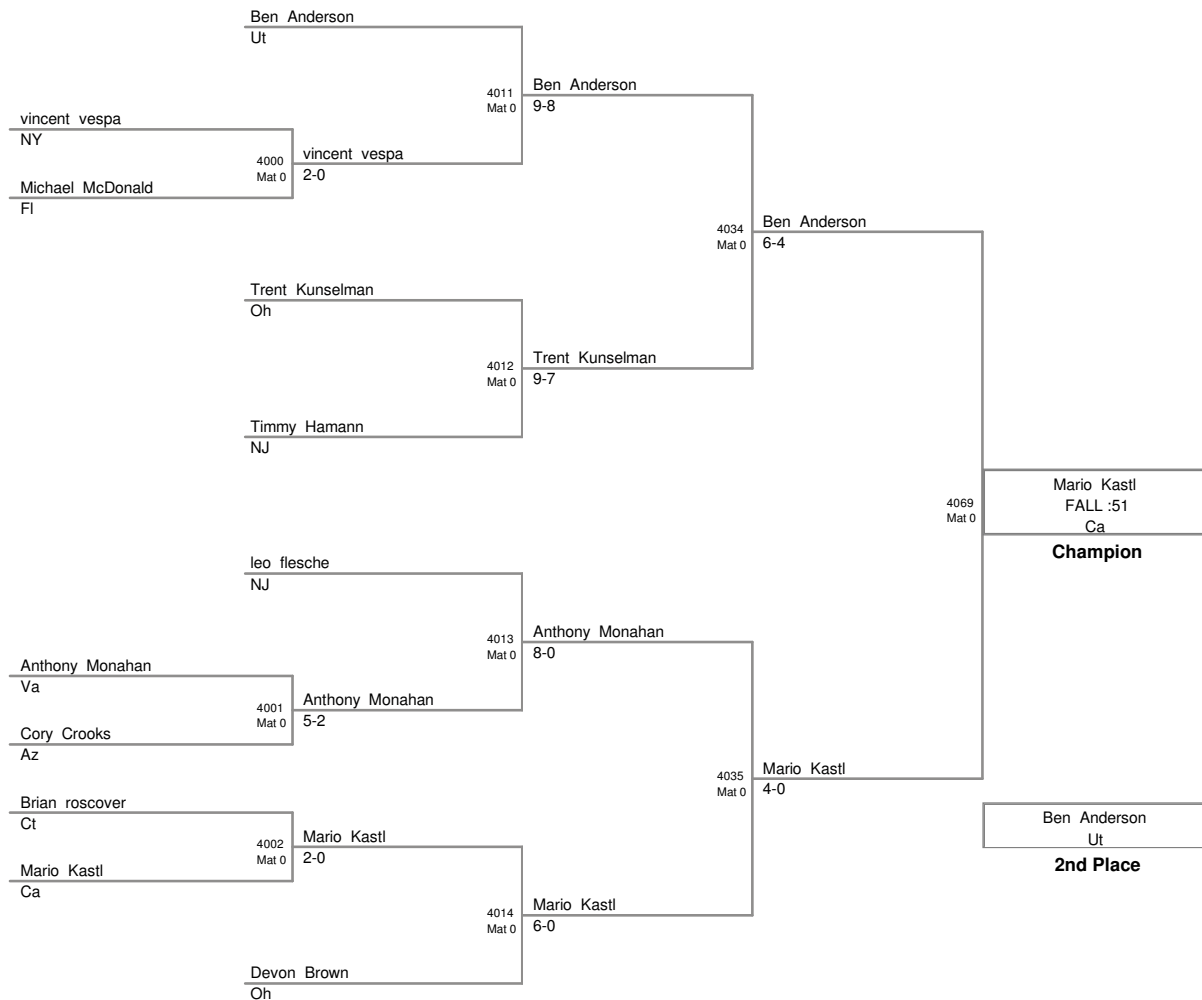 Ben Anderson
Ut
4011
Mat 0
Ben Anderson
9-8
vincent vespa
NY
4000
Mat 0
vincent vespa
2-0
Michael McDonald
Fl
4034
Mat 0
Ben Anderson
6-4
Trent Kunselman
Oh
4012
Mat 0
Trent Kunselman
9-7
Timmy Hamann
NJ
4069
Mat 0
Mario Kastl
FALL :51
Ca
Champion
leo flesche
NJ
4013
Mat 0
Anthony Monahan
8-0
Anthony Monahan
Va
4001
Mat 0
Anthony Monahan
5-2
Cory Crooks
Az
4035
Mat 0
Mario Kastl
4-0
Brian roscover
Ct
4002
Mat 0
Mario Kastl
2-0
Mario Kastl
Ca
4014
Mat 0
Mario Kastl
6-0
Devon Brown
Oh
Ben Anderson
Ut
2nd Place